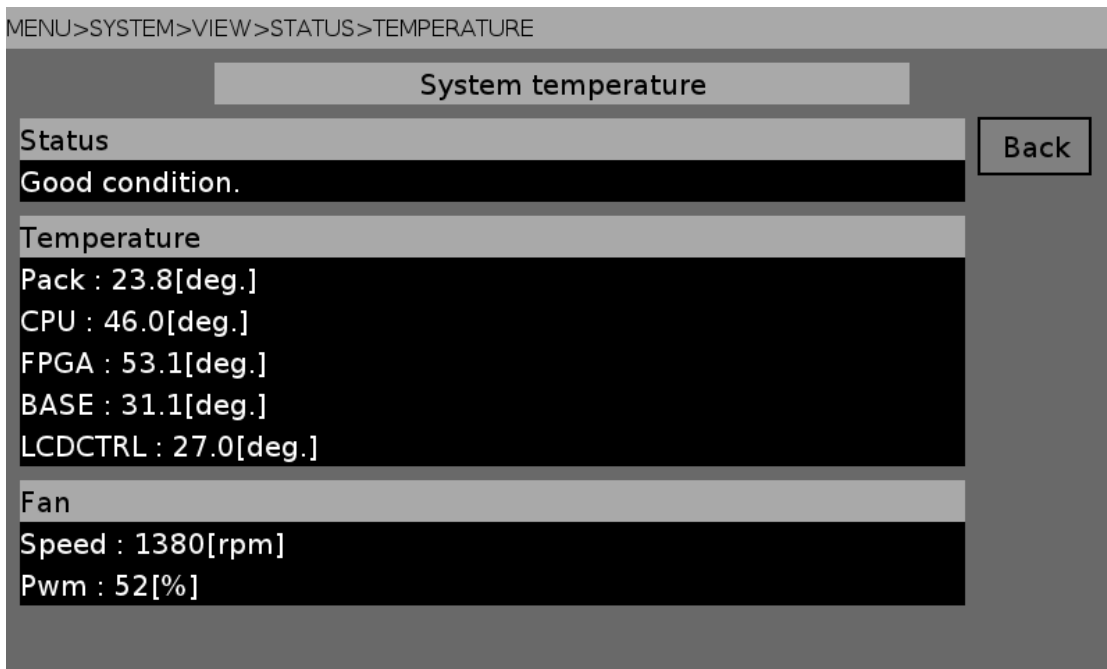 MENU>SYSTEM>VIEW>STATUS>TEMPERATURE
System temperature
Status
Back
Good condition.
Temperature
Pack : 23.8[deg.]
CPU : 46.0[deg.]
FPGA : 53.1[deg.]
BASE : 31.1[deg.]
LCDCTRL : 27.0[deg.]
Fan
Speed : 1380[rpm]
Pwm : 52[%]